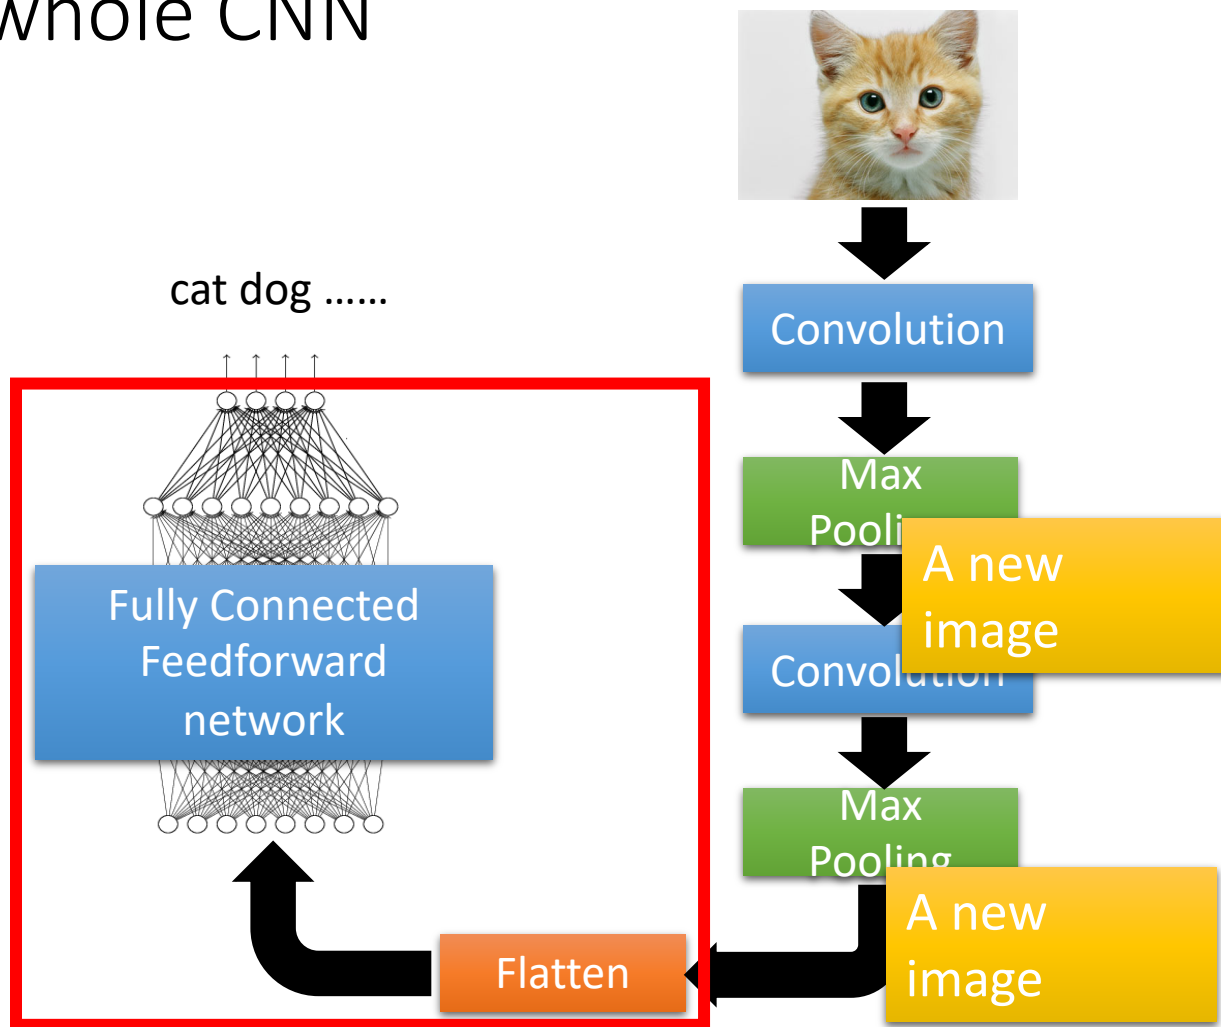 whole CNN
cat dog ……
Convolution
Max
Pooling
A new
image
Convolution
Max
Pooling
A new
image
Flatten
Fully Connected
Feedforward
network